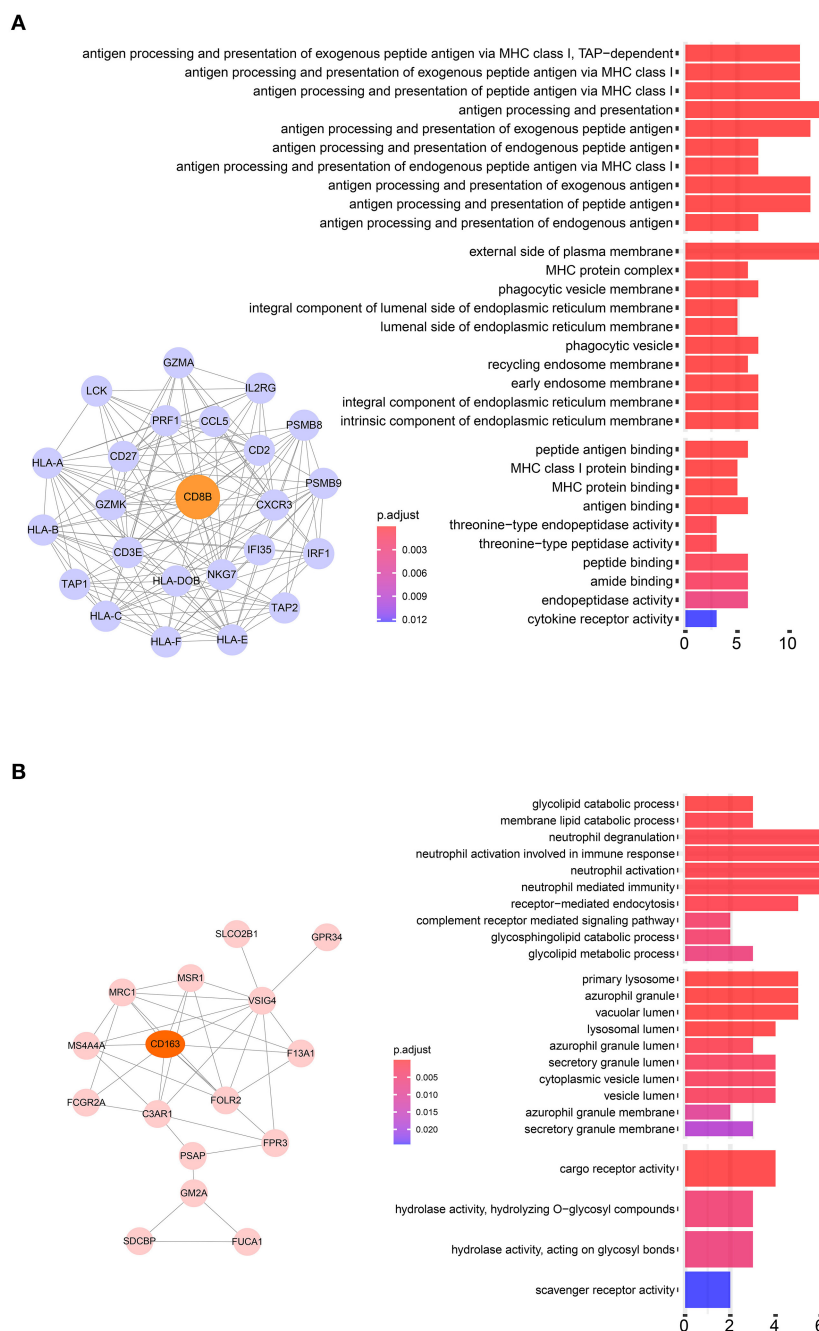 A
antigen processing and presentation of exogenous peptide antigen via MHC class I, TAP−dependent
antigen processing and presentation of exogenous peptide antigen via MHC class I
antigen processing and presentation of peptide antigen via MHC class I
antigen processing and presentation
antigen processing and presentation of exogenous peptide antigen
antigen processing and presentation of endogenous peptide antigen
antigen processing and presentation of endogenous peptide antigen via MHC class I
antigen processing and presentation of exogenous antigen
antigen processing and presentation of peptide antigen
antigen processing and presentation of endogenous antigen
external side of plasma membrane
MHC protein complex
phagocytic vesicle membrane
integral component of lumenal side of endoplasmic reticulum membrane
lumenal side of endoplasmic reticulum membrane
phagocytic vesicle
recycling endosome membrane
early endosome membrane
integral component of endoplasmic reticulum membrane
intrinsic component of endoplasmic reticulum membrane
peptide antigen binding
MHC class I protein binding
MHC protein binding
antigen binding
threonine−type endopeptidase activity
threonine−type peptidase activity
peptide binding
amide binding
endopeptidase activity
cytokine receptor activity
0 5 10
GZMA
LCK
IL2RG
PRF1
CCL5
PSMB8
CD27
CD2
HLA-A
PSMB9
CD8B
GZMK
CXCR3
HLA-B
CD3E
IFI35
IRF1
TAP1
HLA-DOB
NKG7
HLA-C
TAP2
HLA-F
HLA-E
p.adjust
0.003
0.006
0.009
0.012
B
glycolipid catabolic process
membrane lipid catabolic process
neutrophil degranulation
neutrophil activation involved in immune response
neutrophil activation
neutrophil mediated immunity
receptor−mediated endocytosis
complement receptor mediated signaling pathway
glycosphingolipid catabolic process
glycolipid metabolic process
primary lysosome
azurophil granule
vacuolar lumen
lysosomal lumen
azurophil granule lumen
secretory granule lumen
cytoplasmic vesicle lumen
vesicle lumen
azurophil granule membrane
secretory granule membrane
cargo receptor activity
hydrolase activity, hydrolyzing O−glycosyl compounds
hydrolase activity, acting on glycosyl bonds
scavenger receptor activity
0 2 4 6
SLCO2B1
GPR34
MSR1
MRC1
VSIG4
MS4A4A
CD163
F13A1
FCGR2A
C3AR1
FOLR2
FPR3
PSAP
GM2A
SDCBP
FUCA1
p.adjust
0.005
0.010
0.015
0.020